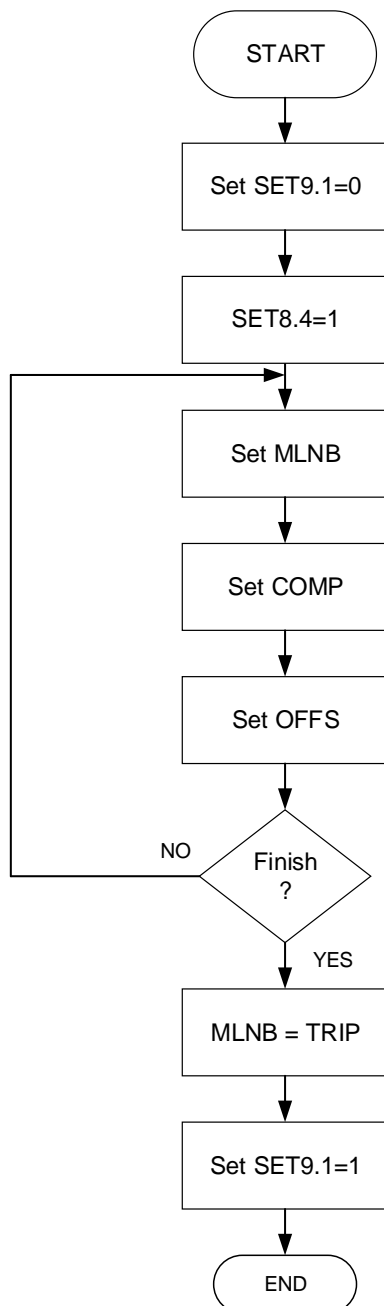 START
Set SET9.1=0
SET8.4=1
Set MLNB
Set COMP
Set OFFS
NO
Finish
?
YES
MLNB = TRIP
Set SET9.1=1
END